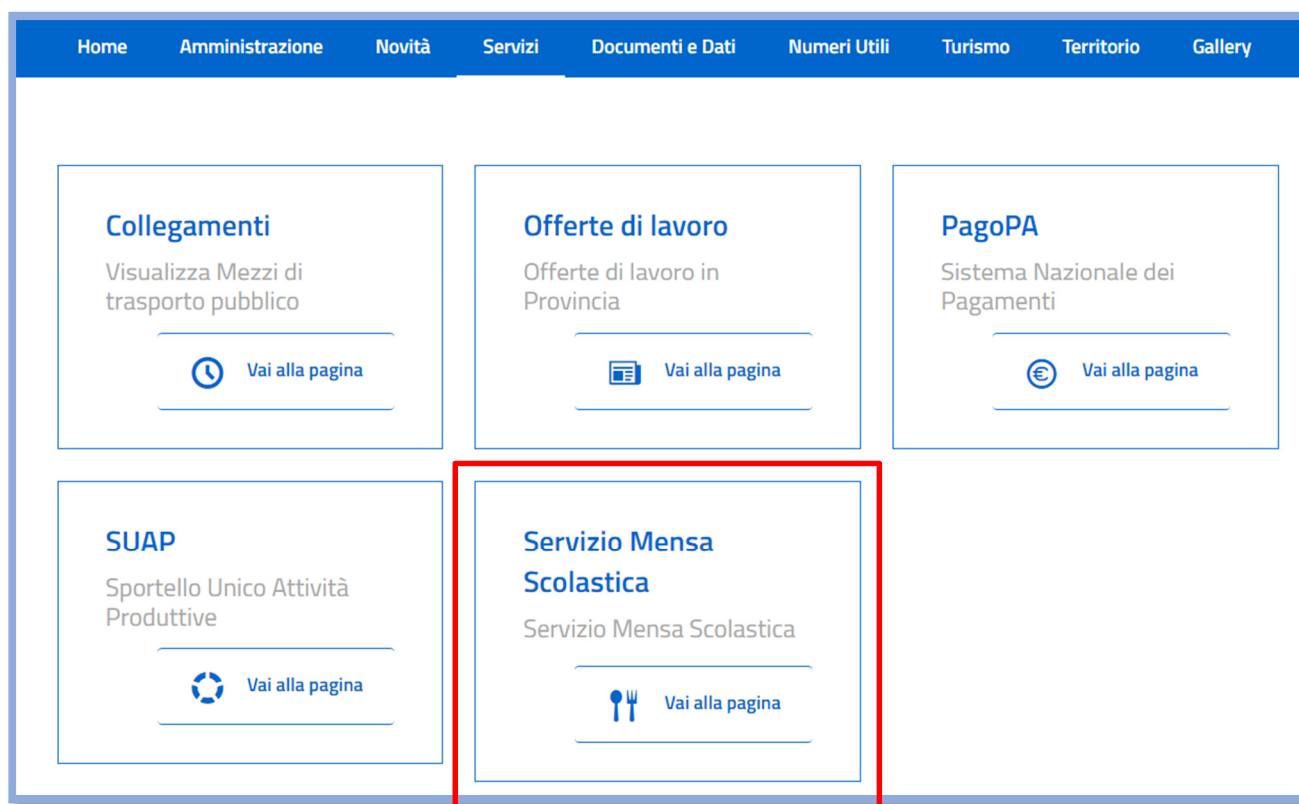 Home Amministrazione Novità Servizi Documenti e Dati Numeri Utili Turismo Territorio Gallery
Collegamenti
Visualizza Mezzi di
trasporto pubblico
Vai alla pagina
Offerte di lavoro
Offerte di lavoro in
Provincia
Vai alla pagina
PagoPA
Sistema Nazionale dei
Pagamenti
Vai alla pagina
SUAP
Sportello Unico Attività
Produttive
Vai alla pagina
Servizio Mensa
Scolastica
Servizio Mensa Scolastica
Vai alla pagina